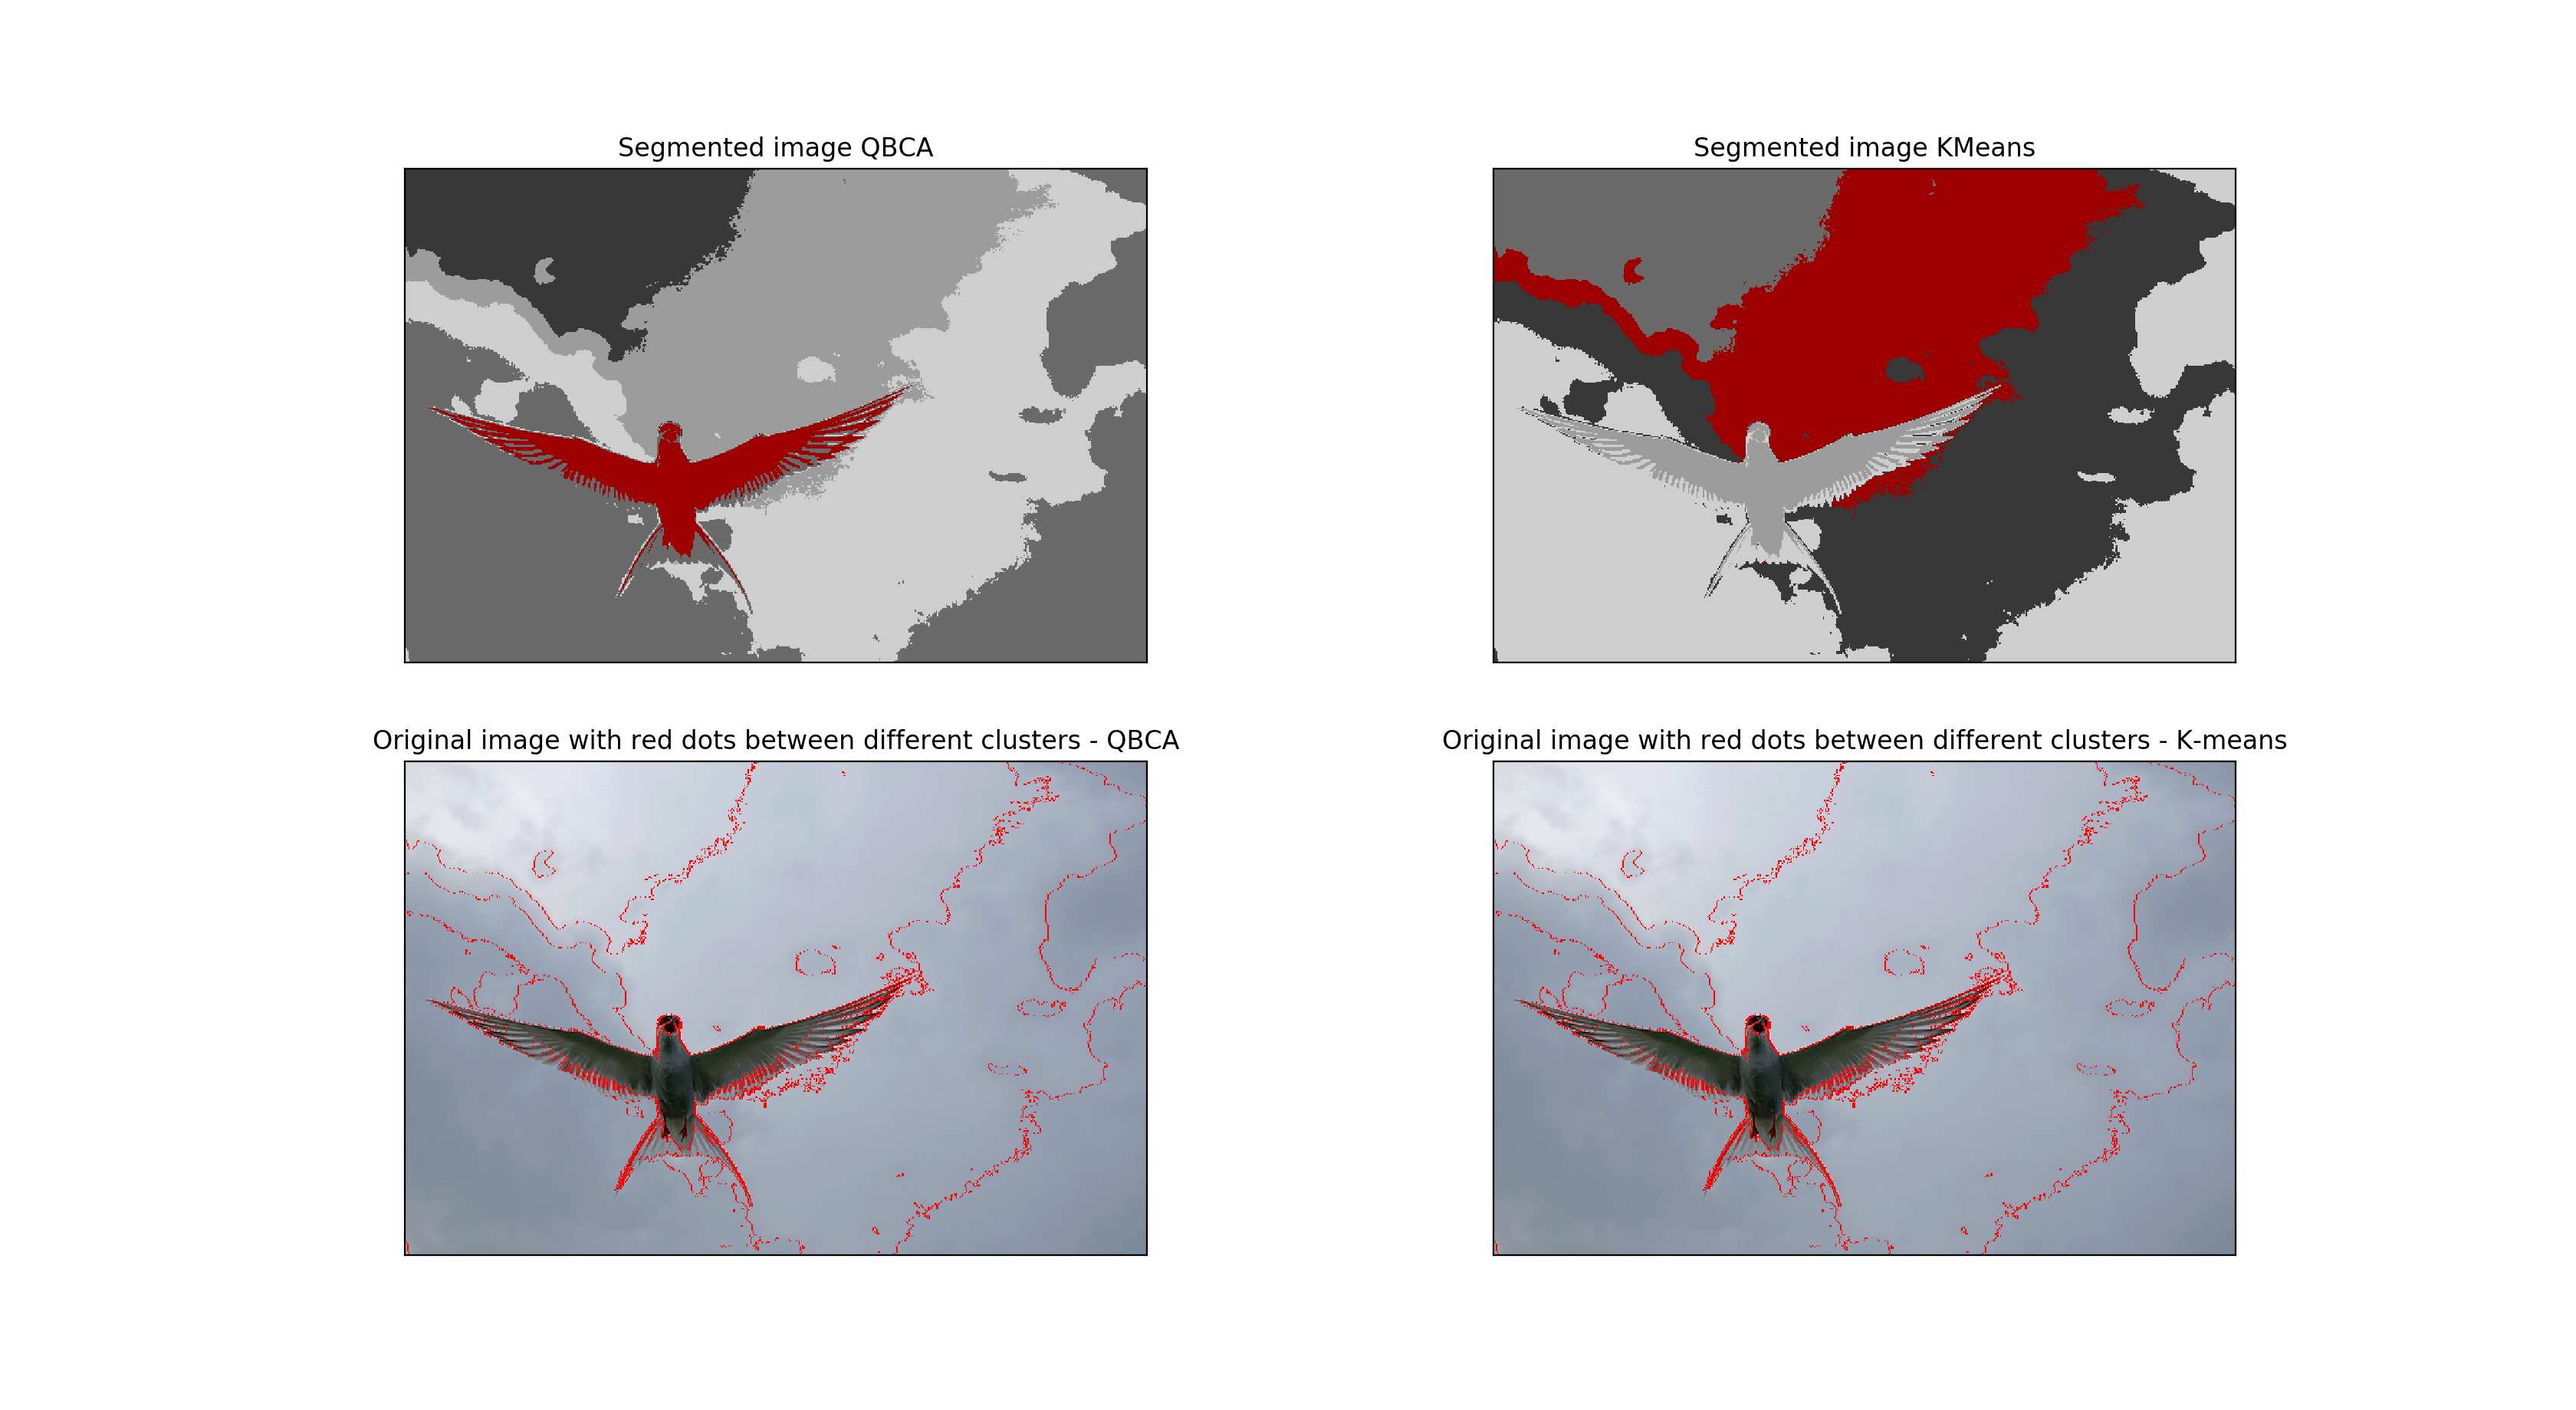 Segmented image QBCA
Segmented image KMeans
Original image with red dots between different clusters - QBCA
Original image with red dots between different clusters - K-means